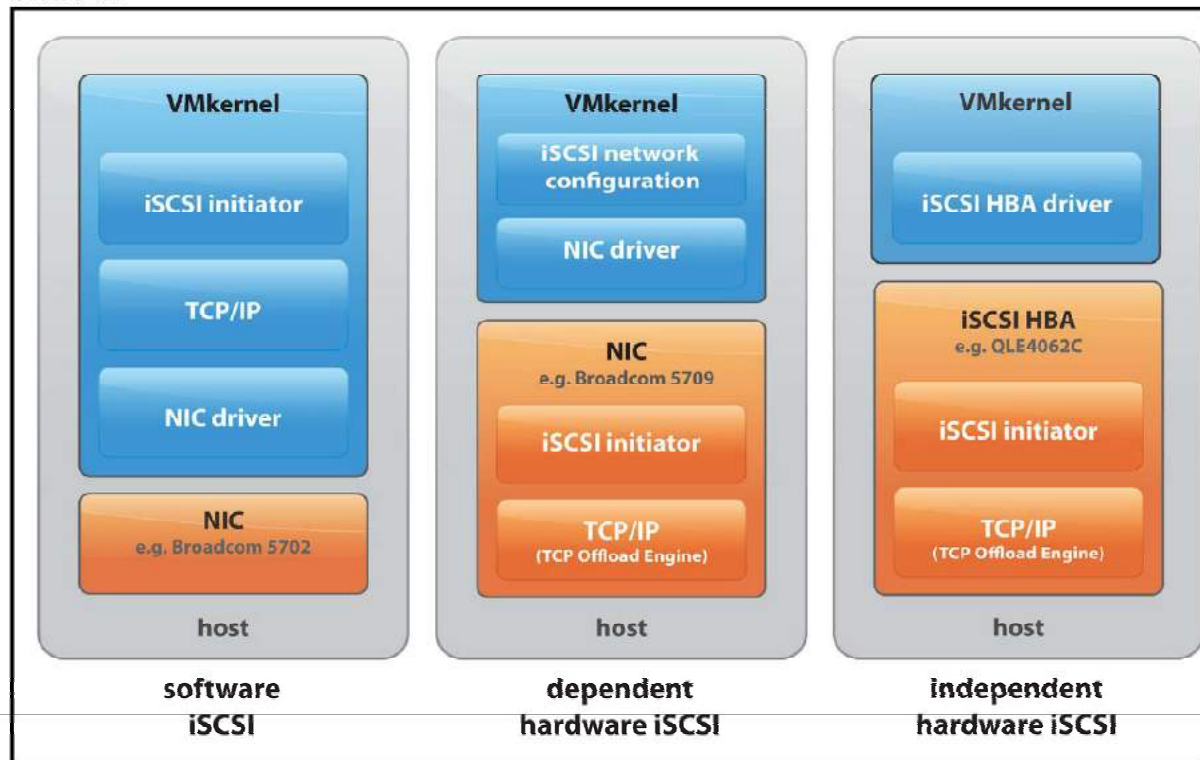 VMkernel
iSCSI initiator
TCP/IP
NIC driver
NIC
e.g. Broadcom 5702
host
software
iSCSI
VMkernel
iSCSI network
configuration
NIC driver
NIC
e.g. Broadcom 5709
iSCSI initiator
TCP/IP
(TCP Offload Engine)
host
dependent
hardware iSCSI
VMkernel
iSCSI HBA driver
iSCSI HBA
e.g. QLE4062C
iSCSI initiator
TCP/IP
(TCP Offload Engine)
host
independent
hardware iSCSI